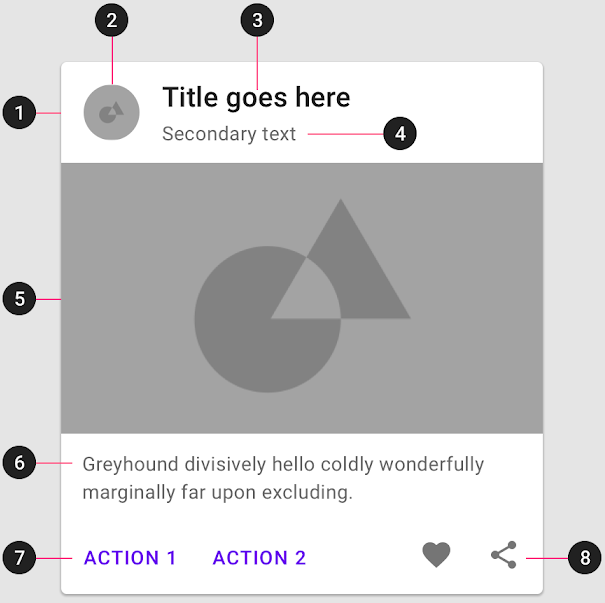 2
3
1
Title goes here
Secondary text
4
5
6
Greyhound divisively hello coldly wonderfully
marginally far upon excluding.
7
ACTION 1
ACTION 2
8